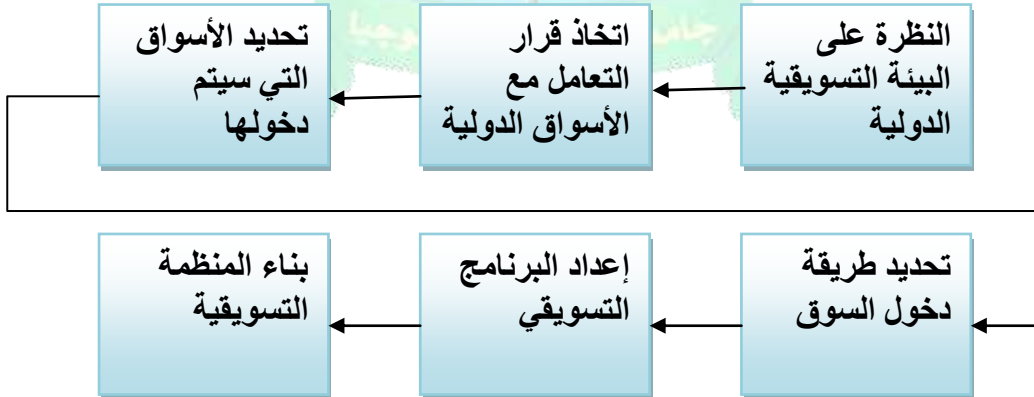 النظرة على
البيئة التسويقية
الدولية
اتخاذ قرار
التعامل مع
الأسواق الدولية
تحديد الأسواق
التي سيتم
دخولها
تحديد طريقة
دخول السوق
إعداد البرنامج
التسويقي
بناء المنظمة
التسويقية